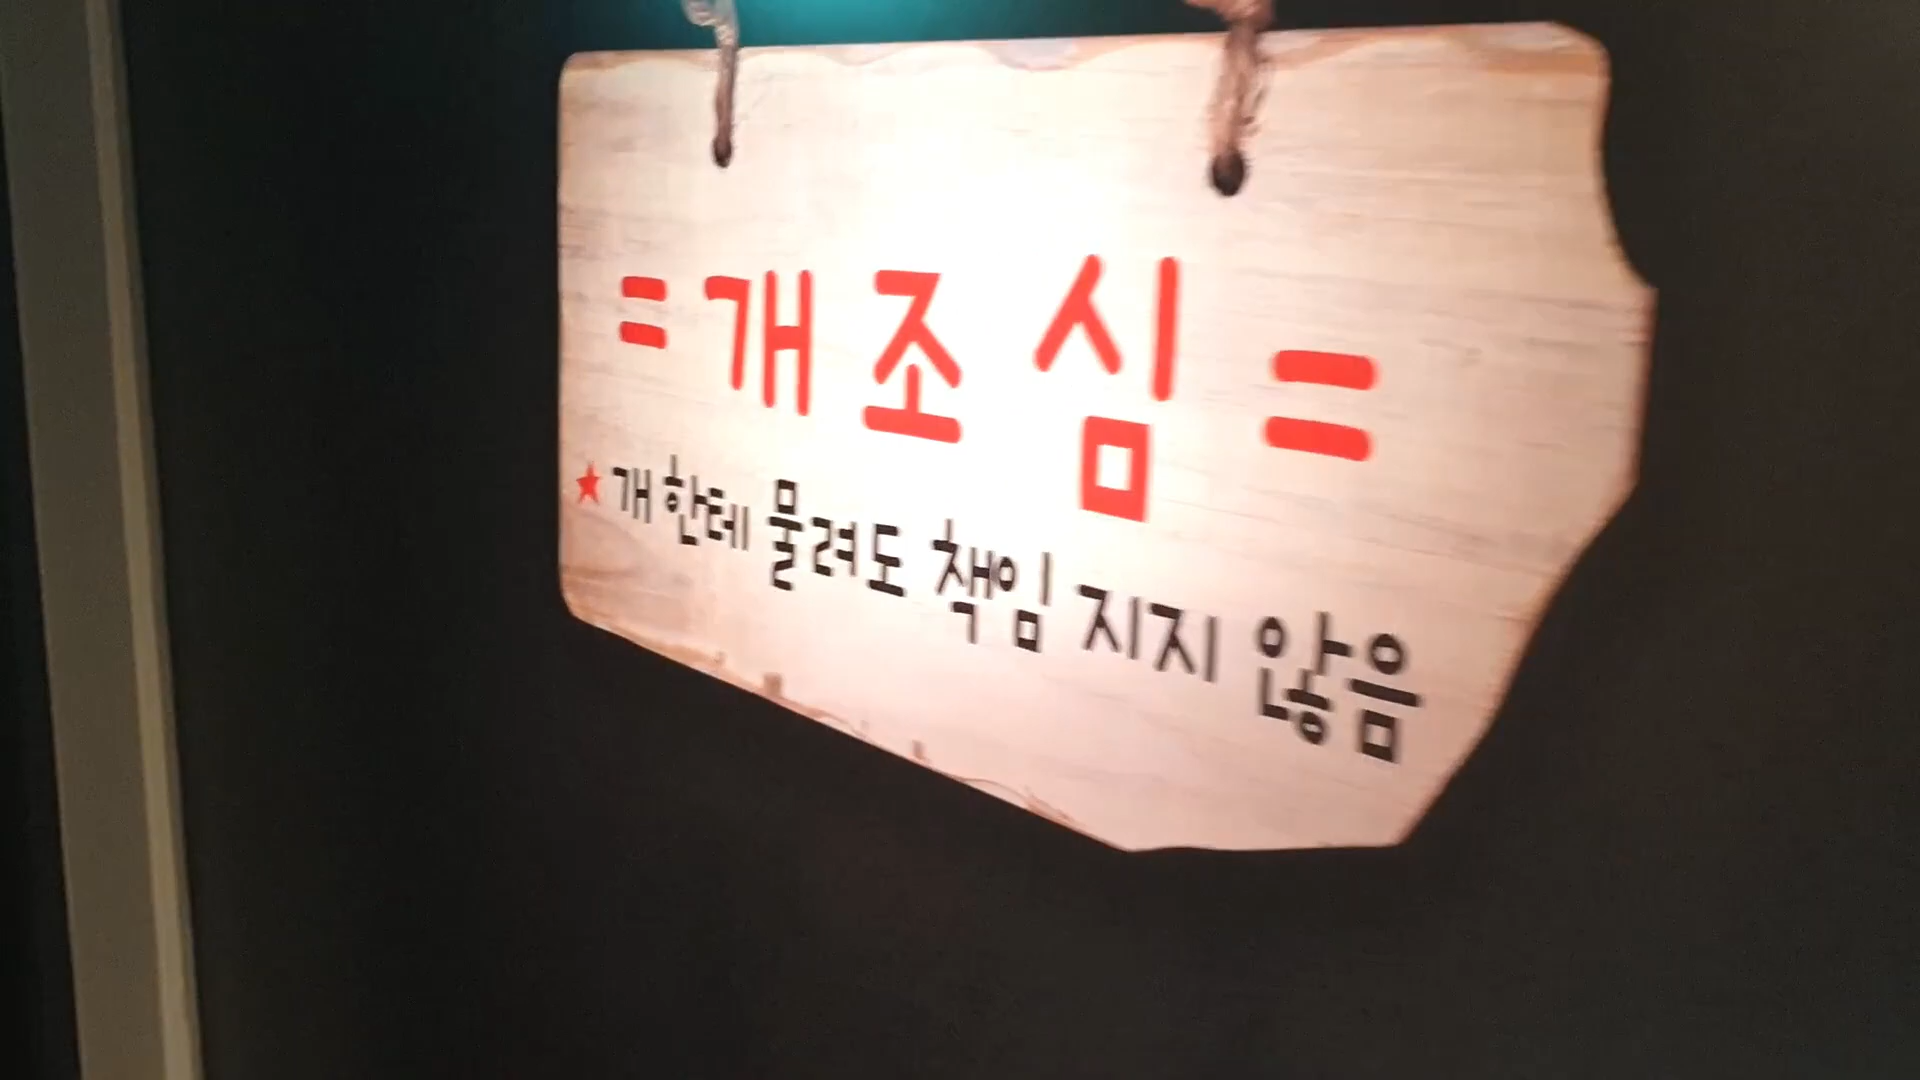 =개조심=
★개한테 물려도 책임 지지 않음